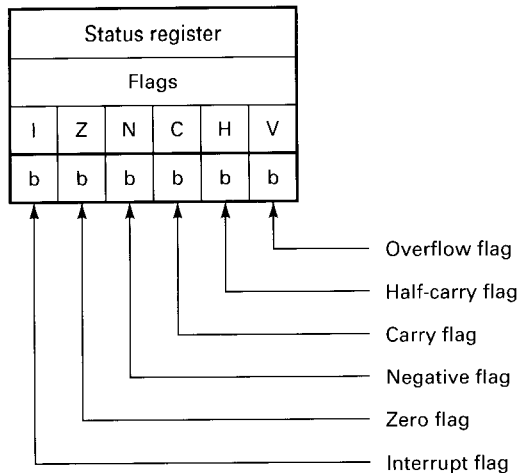 Status register
Flags
I Z N C H V
b b b b b b
Overflow flag
Half-carry flag
Carry flag
Negative flag
Zero flag
Interrupt flag